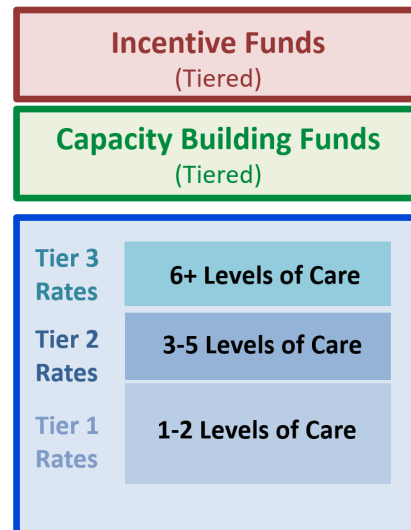 Incentive Funds
(Tiered)
Capacity Building Funds
(Tiered)
Tier 3
Rates
6+ Levels of Care
Tier 2
Rates
3-5 Levels of Care
Tier 1
Rates
1-2 Levels of Care